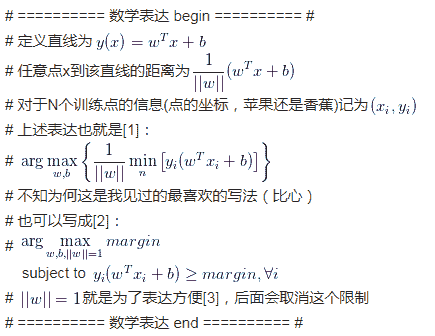 # ========== 数学表达 begin ========== #
# 定义直线为 y(x) = w^T x + b
# 任意点x到该直线的距离为 \frac{1}{||w||}(w^T x + b)
# 对于N个训练点的信息(点的坐标，苹果还是香蕉)记为 (x_i, y_i)
# 上述表达也就是[1]：
# \arg\max_{w,b} \left\{ \frac{1}{||w||} \min_n [y_i(w^T x_i + b)] \right\}
# 不知为何这是我见过的最喜欢的写法（比心）
# 也可以写成[2]：
# \arg\max_{w,b,||w||=1} margin
subject to y_i(w^T x_i + b) ≥ margin, ∀i
# ||w|| = 1 就是为了表达方便[3]，后面会取消这个限制
# ========== 数学表达 end ========== #